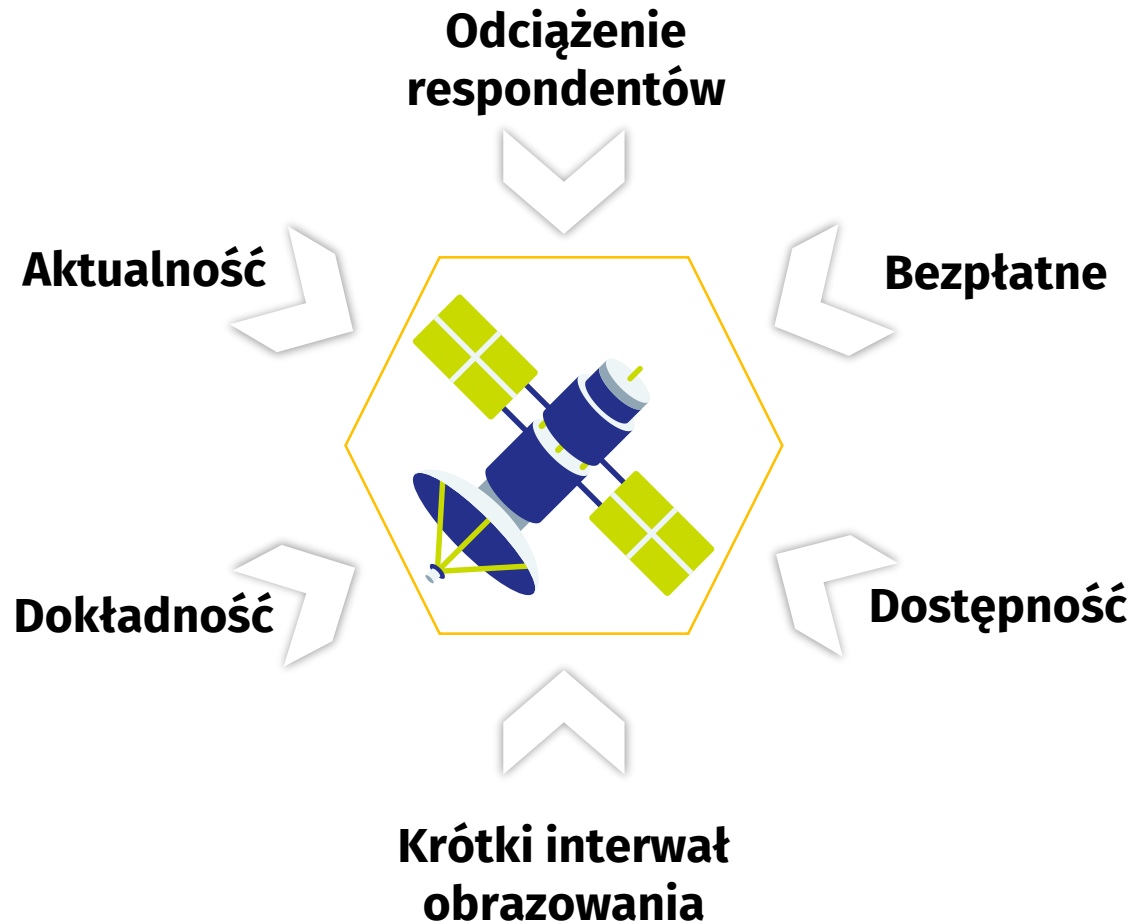 Odciążenie
respondentów
Aktualność
Bezpłatne
Dokładność
Dostępność
Krótki interwał
obrazowania